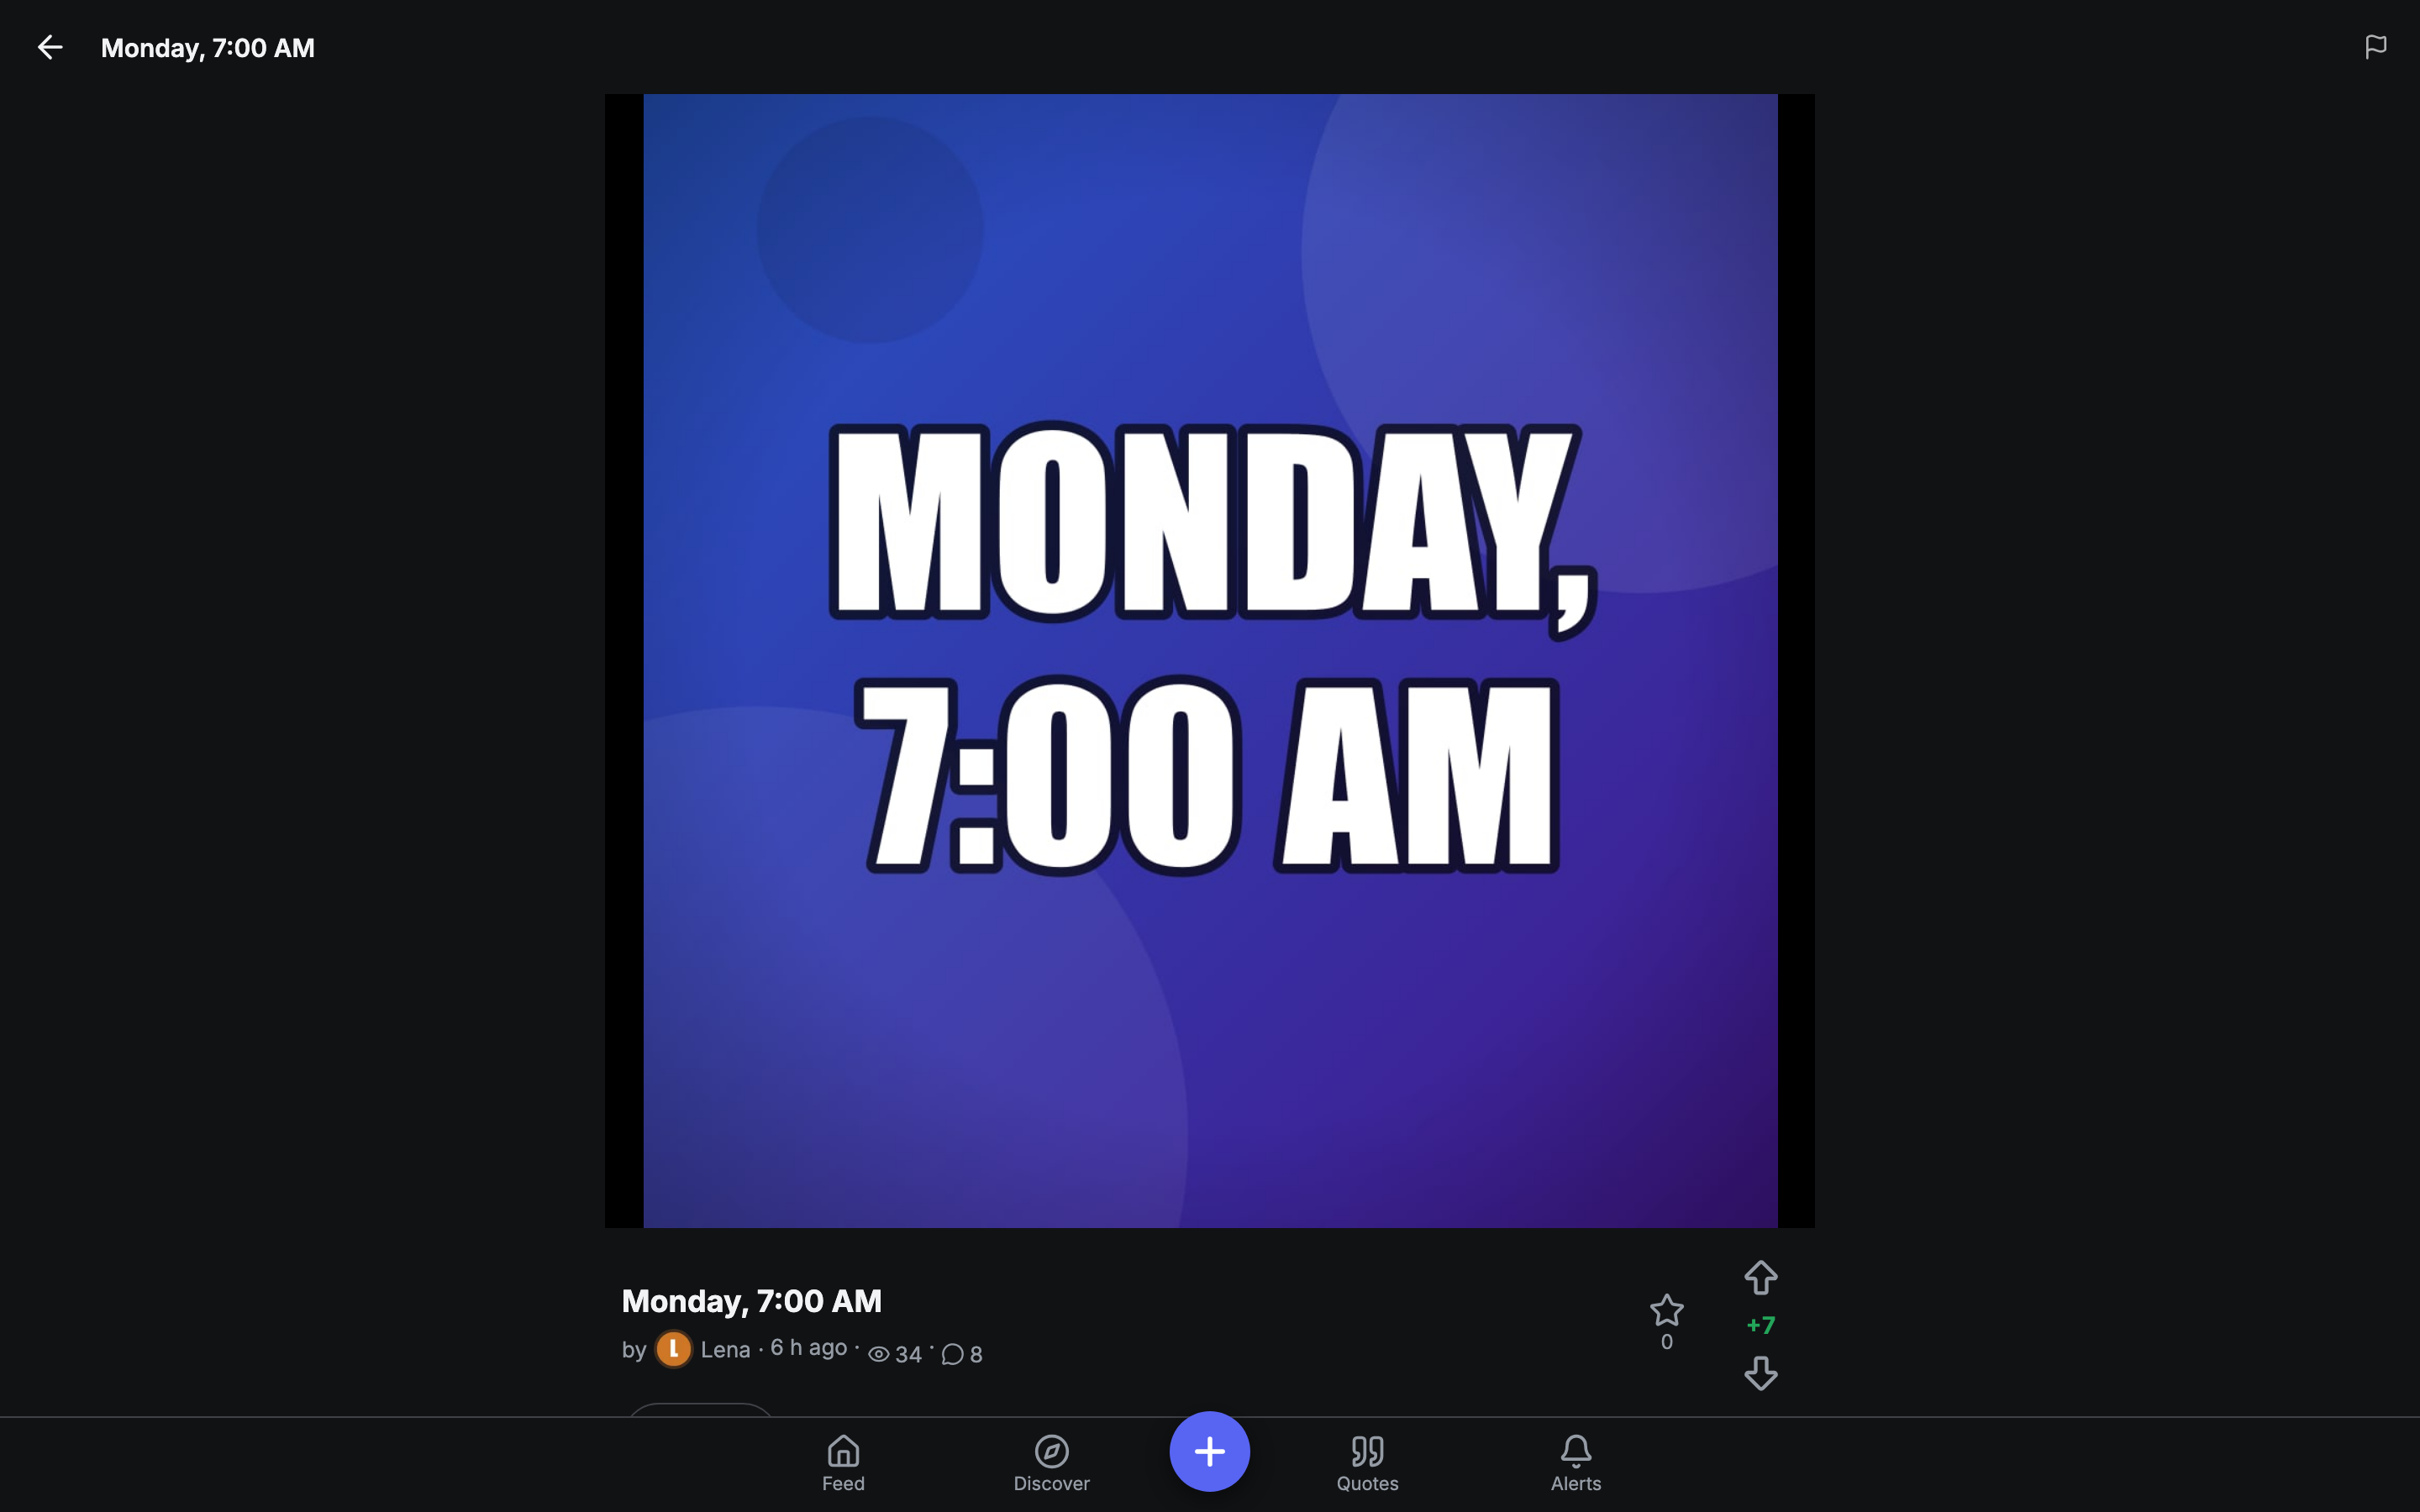 Monday, 7:00 AM
MONDAY,
7:00 AM
Monday, 7:00 AM
by L Lena · 6 h ago · 34 · 8
0
+7
Feed
Discover
Quotes
Alerts